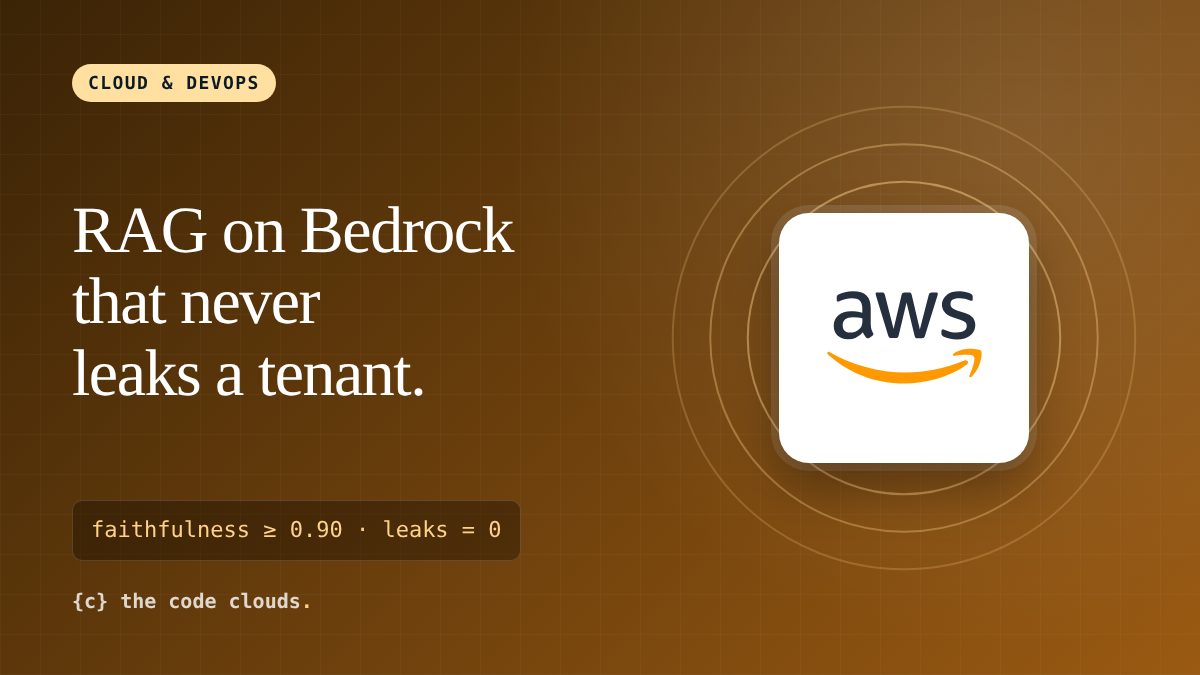 CLOUD & DEVOPS
RAG on Bedrock
that never
leaks a tenant.
aws
faithfulness ≥ 0.90 · leaks = 0
{c} the code clouds.